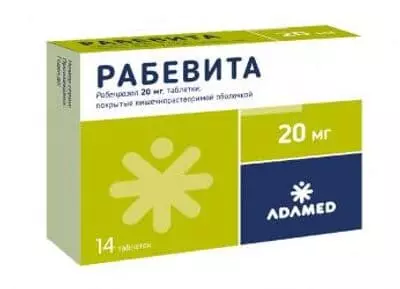 20 мг
РАБЕВИТА
Рабепразол 20 мг, таблетки,
покрытые кишечнорастворимой оболочкой
20 мг
ADAMED
14 таблеток